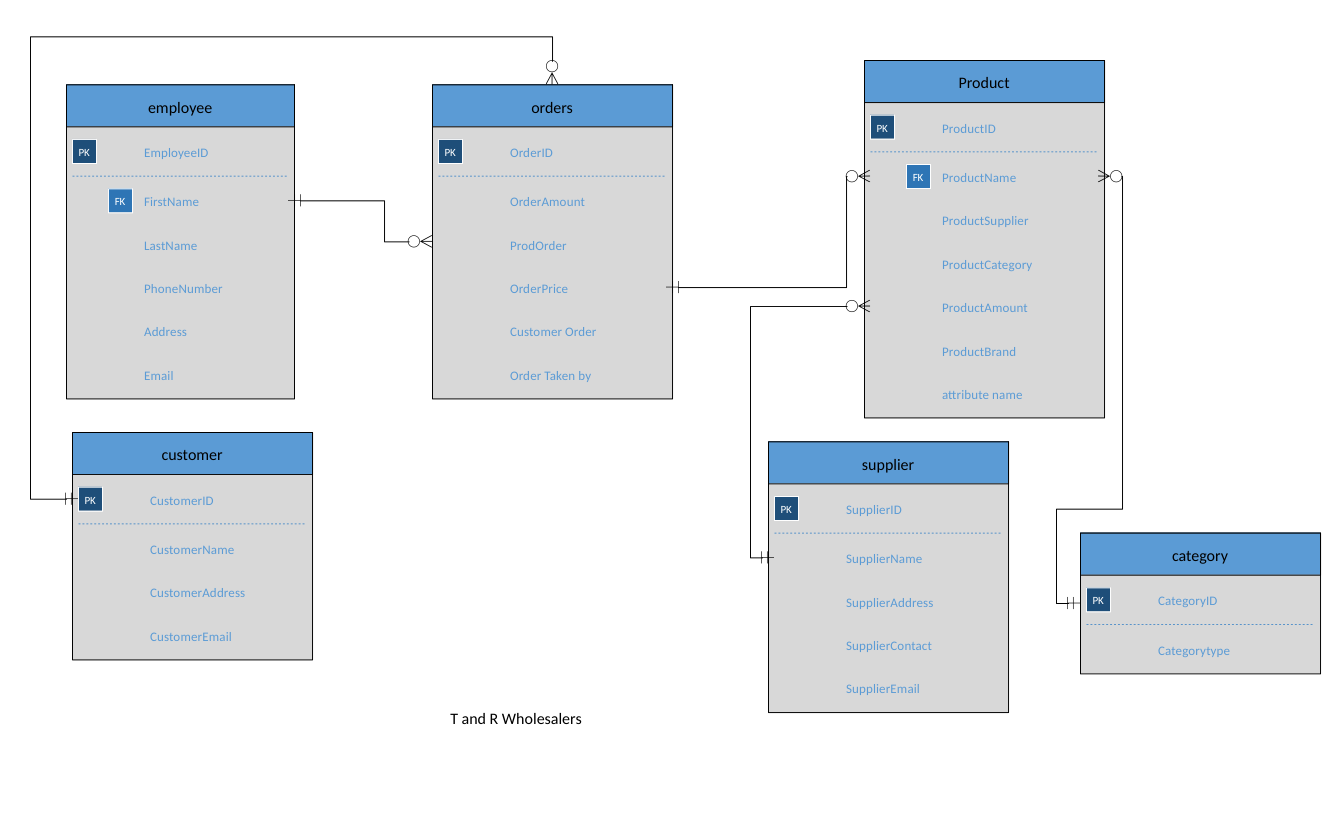 employee
PK EmployeeID
FK FirstName
LastName
PhoneNumber
Address
Email
orders
PK OrderID
OrderAmount
ProdOrder
OrderPrice
Customer Order
Order Taken by
Product
PK ProductID
FK ProductName
ProductSupplier
ProductCategory
ProductAmount
ProductBrand
attribute name
customer
PK CustomerID
CustomerName
CustomerAddress
CustomerEmail
supplier
PK SupplierID
SupplierName
SupplierAddress
SupplierContact
SupplierEmail
category
PK CategoryID
Categorytype
T and R Wholesalers